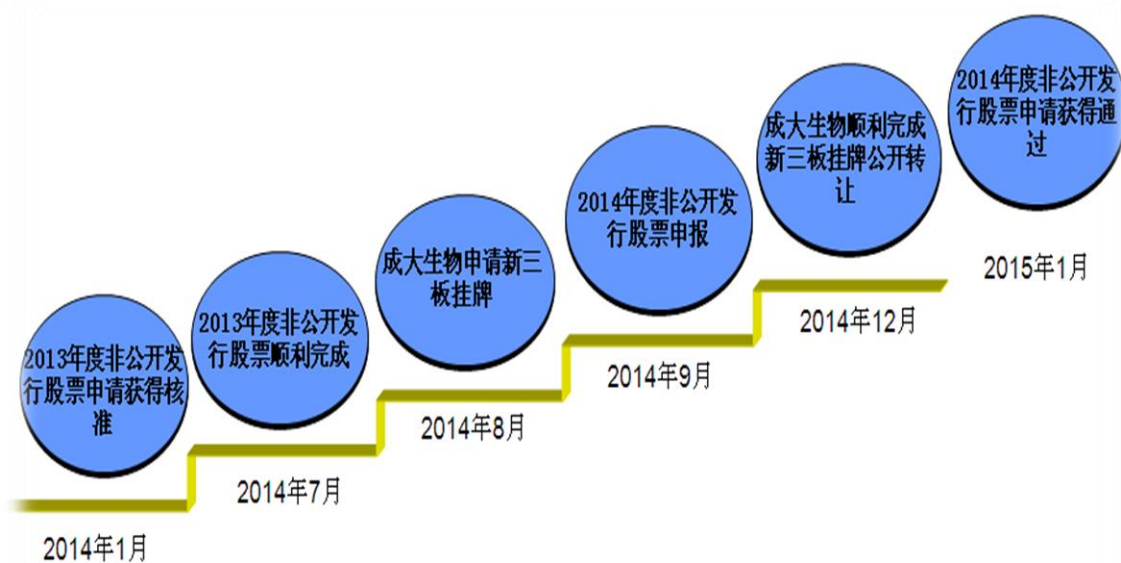 2013年度非公开发
行股票申请获得核
准
2014年1月
2013年度非公开发
行股票顺利完成
2014年7月
成大生物申请新三
板挂牌
2014年8月
2014年度非公开发
行股票申报
2014年9月
成大生物顺利完成
新三板挂牌公开转
让
2014年12月
2014年度非公开发
行股票申请获得通
过
2015年1月